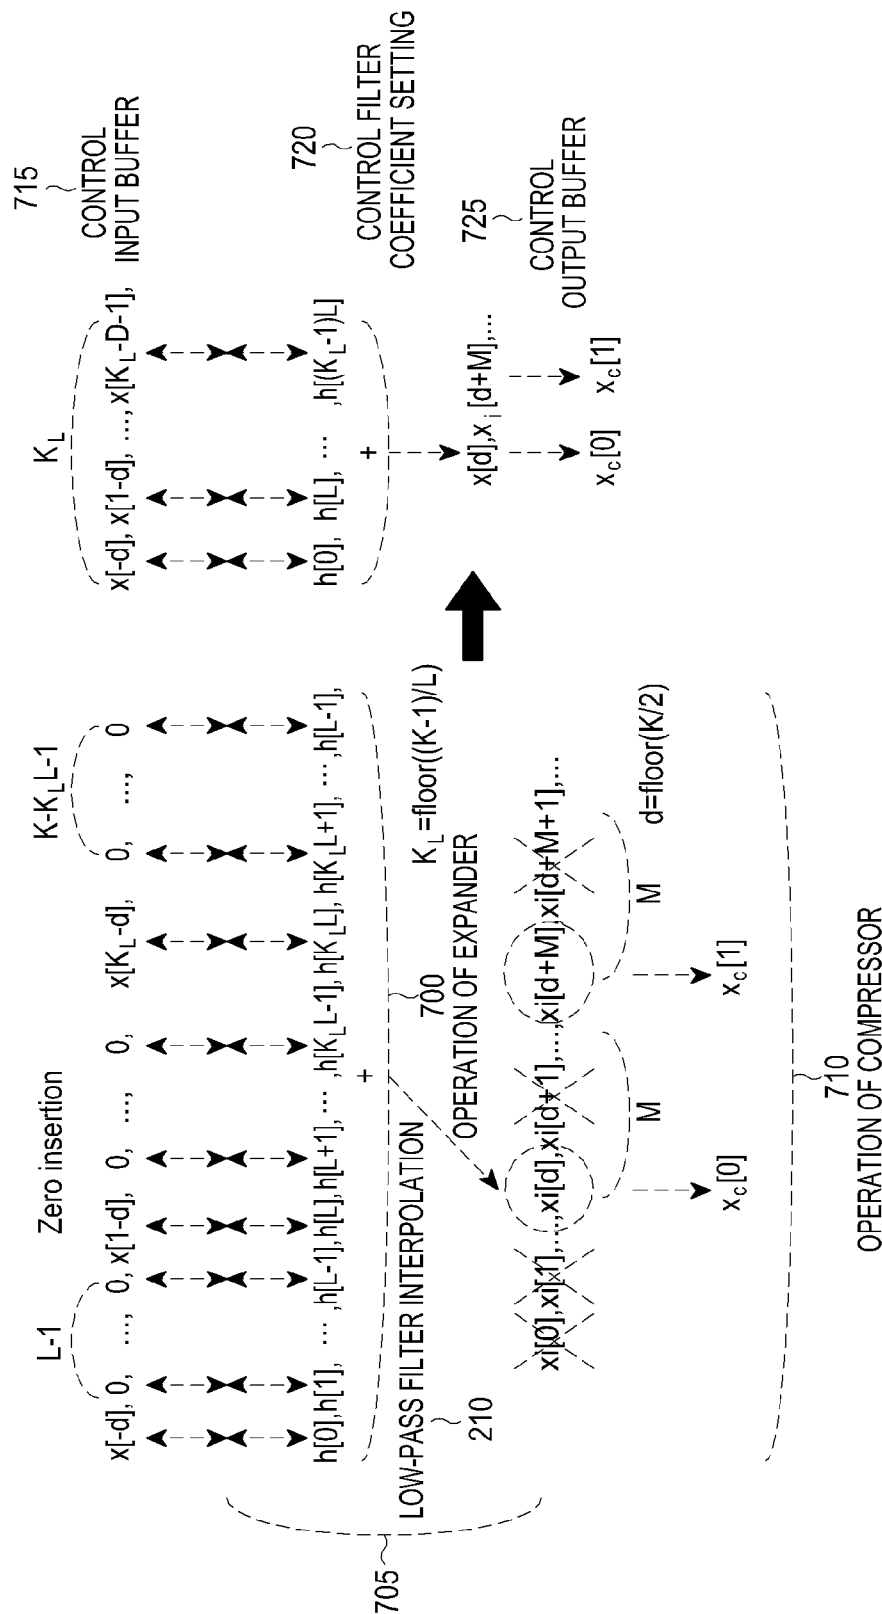 L-1
Zero insertion
K-K_L L-1
x[-d], 0, ..., 0, x[1-d], 0, ..., 0, x[K_L-d], 0, ..., 0
h[0],h[1], ... ,h[L-1],h[L],h[L+1], ... ,h[K_L L-1],h[K_L L],h[K_L L+1], ... ,h[L-1],
+
705
LOW-PASS FILTER INTERPOLATION
210
700
OPERATION OF EXPANDER
K_L=floor((K-1)/L)
xi[0],xi[1],...,xi[d],xi[d+1],...,xi[d+M],xi[d+M+1],...
M
M
d=floor(K/2)
x_c[0]
x_c[1]
710
OPERATION OF COMPRESSOR
K_L
715
CONTROL
INPUT BUFFER
x[-d], x[1-d], ..., x[K_L-D-1],
720
CONTROL FILTER
COEFFICIENT SETTING
h[0], h[L], ... ,h[(K_L-1)L]
+
725
CONTROL
OUTPUT BUFFER
x[d],x_i[d+M],...
x_c[0]
x_c[1]